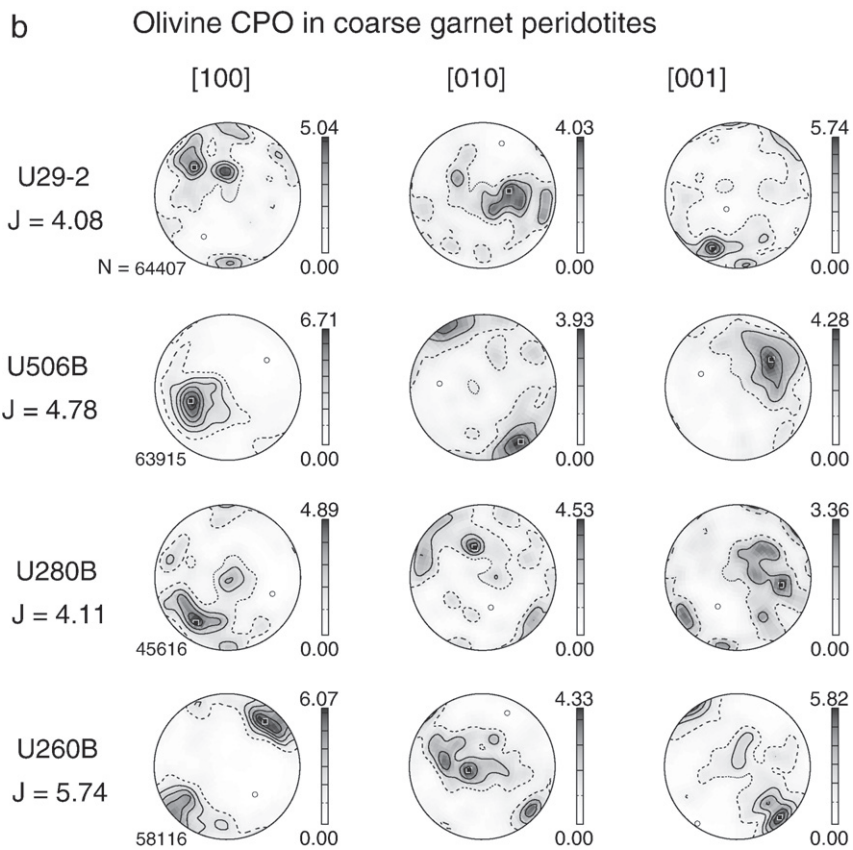 b Olivine CPO in coarse garnet peridotites
[100] [010] [001]
5.04 4.03 5.74
U29-2
J = 4.08
N = 64407 0.00 0.00 0.00
6.71 3.93 4.28
U506B
J = 4.78
63915 0.00 0.00 0.00
4.89 4.53 3.36
U280B
J = 4.11
45616 0.00 0.00 0.00
6.07 4.33 5.82
U260B
J = 5.74
58116 0.00 0.00 0.00